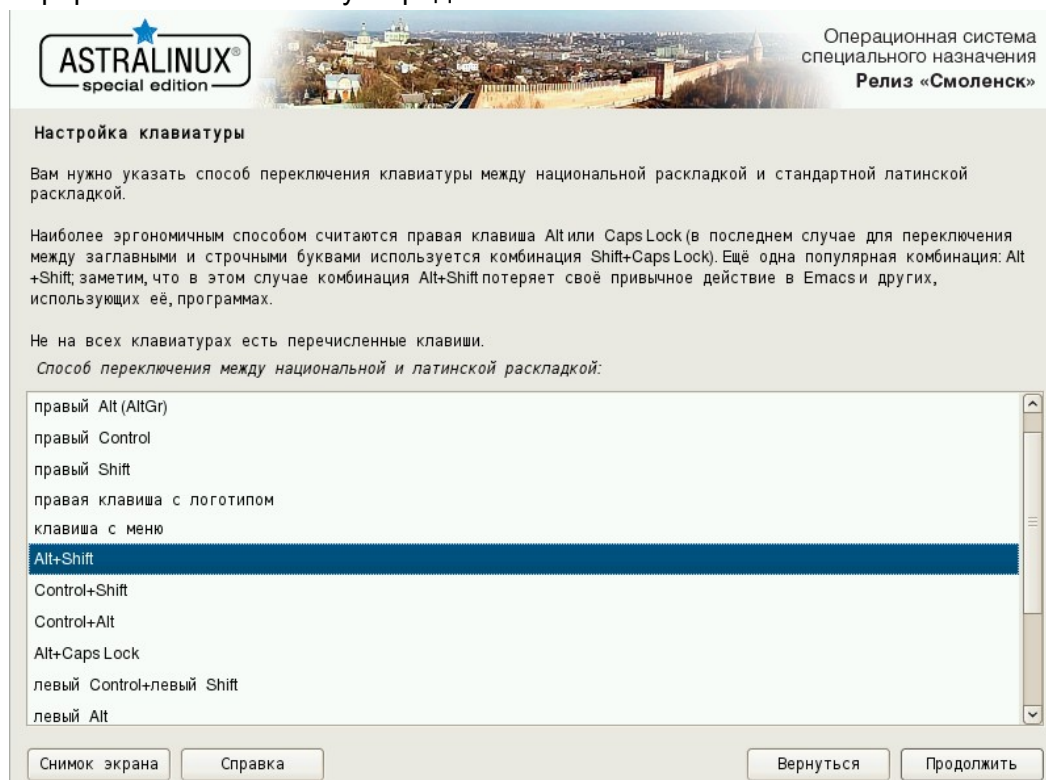 ASTRALINUX®
special edition
Операционная система
специального назначения
Релиз «Смоленск»
Настройка клавиатуры
Вам нужно указать способ переключения клавиатуры между национальной раскладкой и стандартной латинской
раскладкой.
Наиболее эргономичным способом считаются правая клавиша Alt или Caps Lock (в последнем случае для переключения
между заглавными и строчными буквами используется комбинация Shift+Caps Lock). Ещё одна популярная комбинация: Alt
+Shift; заметим, что в этом случае комбинация Alt+Shift потеряет своё привычное действие в Emacs и других,
использующих её, программах.
Не на всех клавиатурах есть перечисленные клавиши.
Способ переключения между национальной и латинской раскладкой:
правый Alt (AltGr)
правый Control
правый Shift
правая клавиша с логотипом
клавиша с меню
Alt+Shift
Control+Shift
Control+Alt
Alt+Caps Lock
левый Control+левый Shift
левый Alt
Снимок экрана
Справка
Вернуться
Продолжить